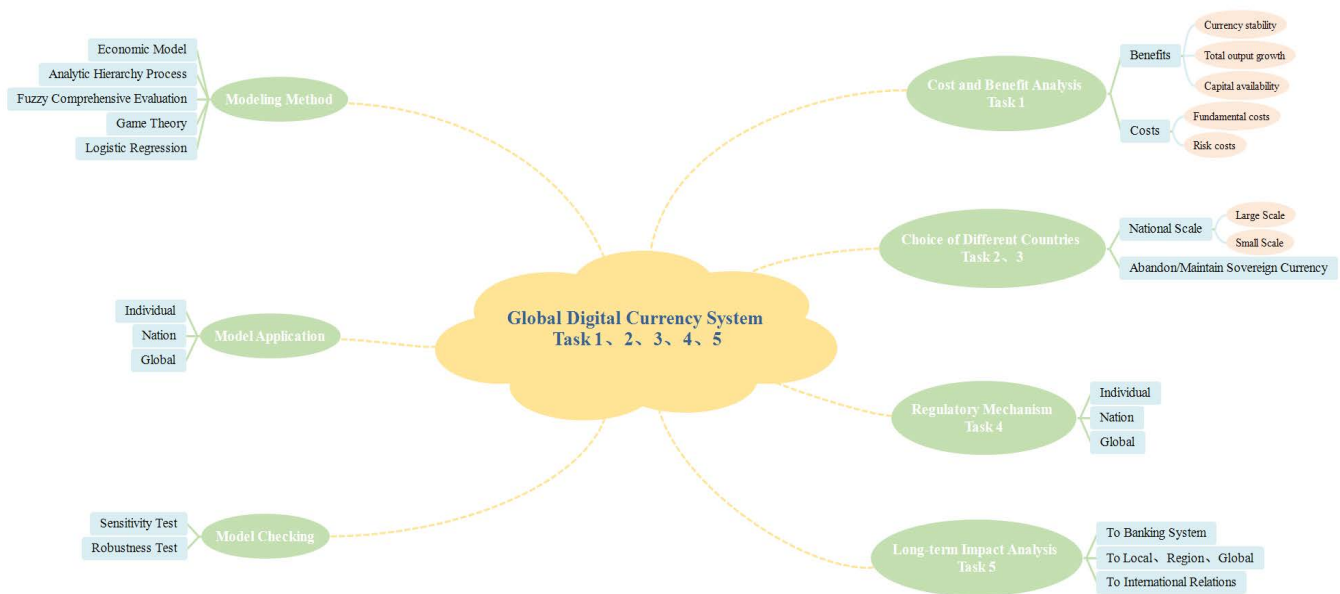 Economic Model
Analytic Hierarchy Process
Fuzzy Comprehensive Evaluation
Game Theory
Logistic Regression
Modeling Method
Individual
Nation
Global
Model Application
Sensitivity Test
Robustness Test
Model Checking
Global Digital Currency System
Task 1、2、3、4、5
Cost and Benefit Analysis
Task 1
Benefits
Currency stability
Total output growth
Capital availability
Costs
Fundamental costs
Risk costs
Choice of Different Countries
Task 2、3
National Scale
Large Scale
Small Scale
Abandon/Maintain Sovereign Currency
Regulatory Mechanism
Task 4
Individual
Nation
Global
Long-term Impact Analysis
Task 5
To Banking System
To Local、Region、Global
To International Relations